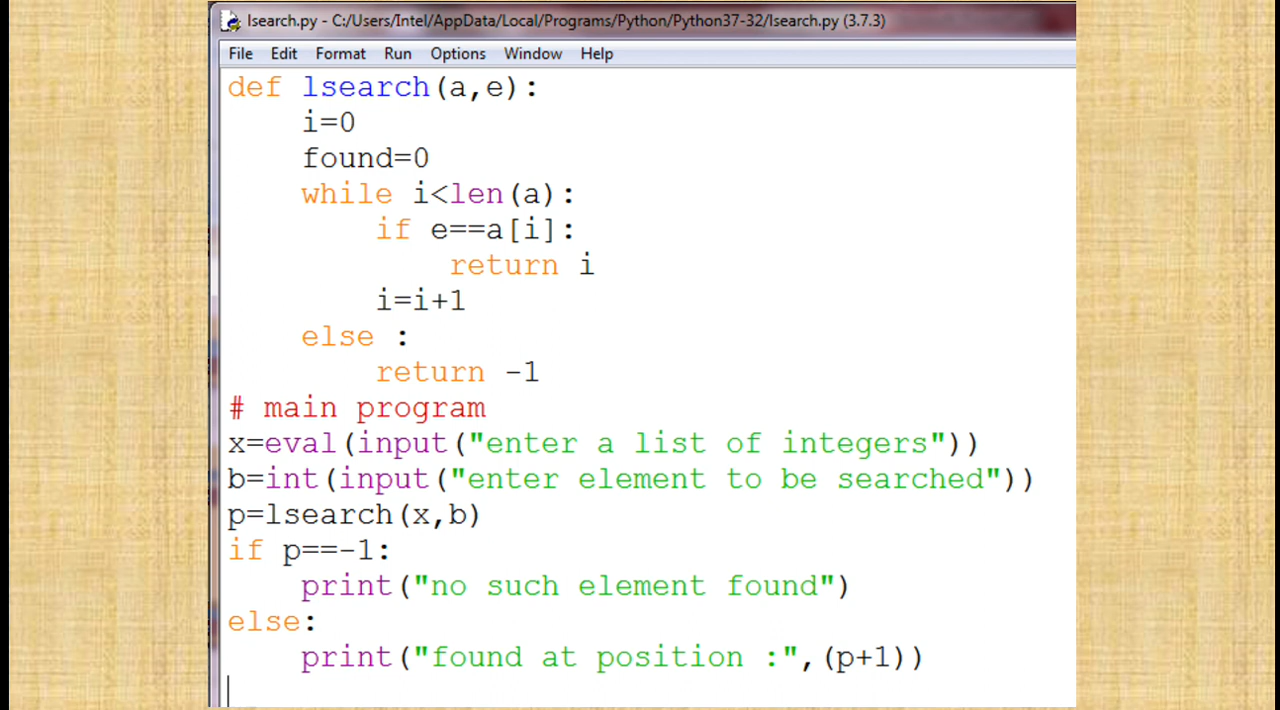 lsearch.py - C:/Users/Intel/AppData/Local/Programs/Python/Python37-32/lsearch.py (3.7.3)
File Edit Format Run Options Window Help
def lsearch(a,e):
    i=0
    found=0
    while i<len(a):
        if e==a[i]:
            return i
        i=i+1
    else :
        return -1
# main program
x=eval(input("enter a list of integers"))
b=int(input("enter element to be searched"))
p=lsearch(x,b)
if p==-1:
    print("no such element found")
else:
    print("found at position :",(p+1))